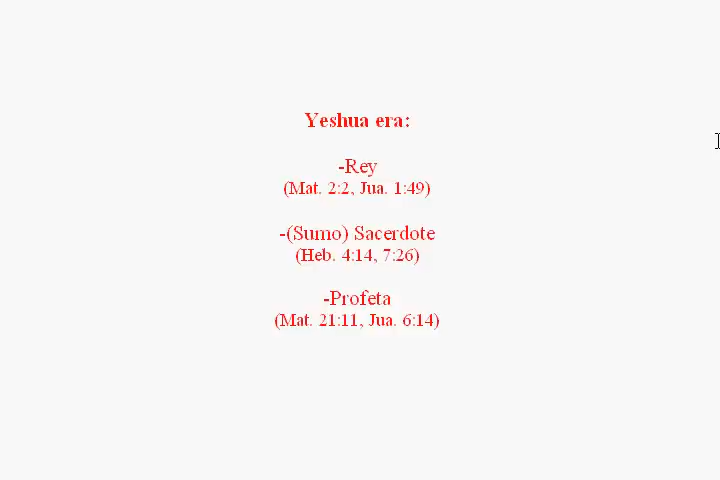 Yeshua era:
-Rey
(Mat. 2:2, Jua. 1:49)
-(Sumo) Sacerdote
(Heb. 4:14, 7:26)
-Profeta
(Mat. 21:11, Jua. 6:14)